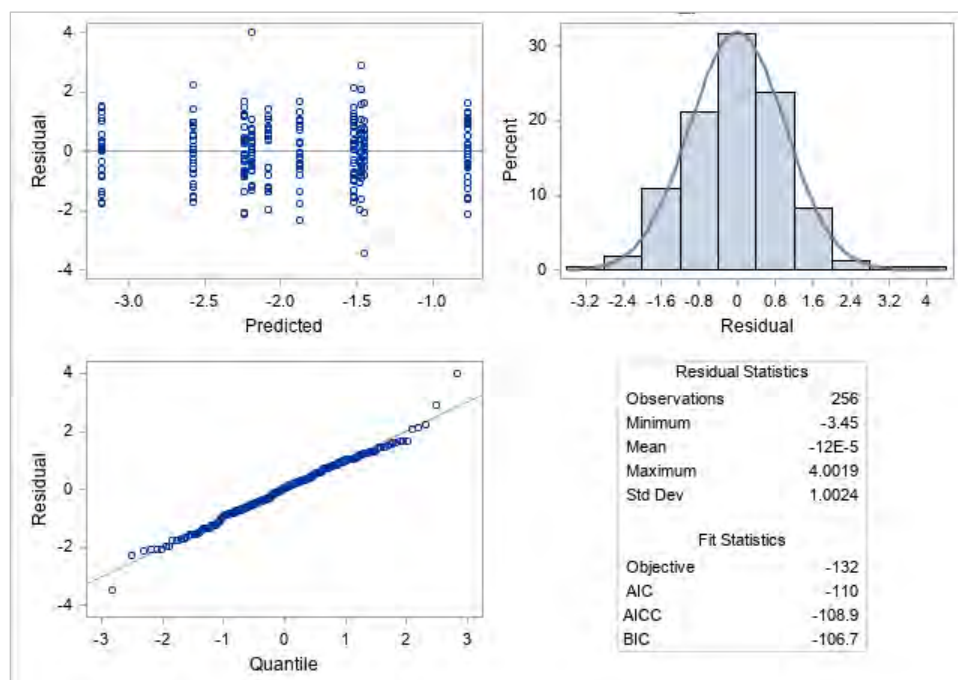 4
2
0
-2
-4
Residual
-3.0 -2.5 -2.0 -1.5 -1.0
Predicted
30
20
10
0
Percent
-3.2 -2.4 -1.6 -0.8 0 0.8 1.6 2.4 3.2 4
Residual
4
2
0
-2
-4
Residual
-3 -2 -1 0 1 2 3
Quantile
Residual Statistics
Observations 256
Minimum -3.45
Mean -12E-5
Maximum 4.0019
Std Dev 1.0024
Fit Statistics
Objective -132
AIC -110
AICC -108.9
BIC -106.7